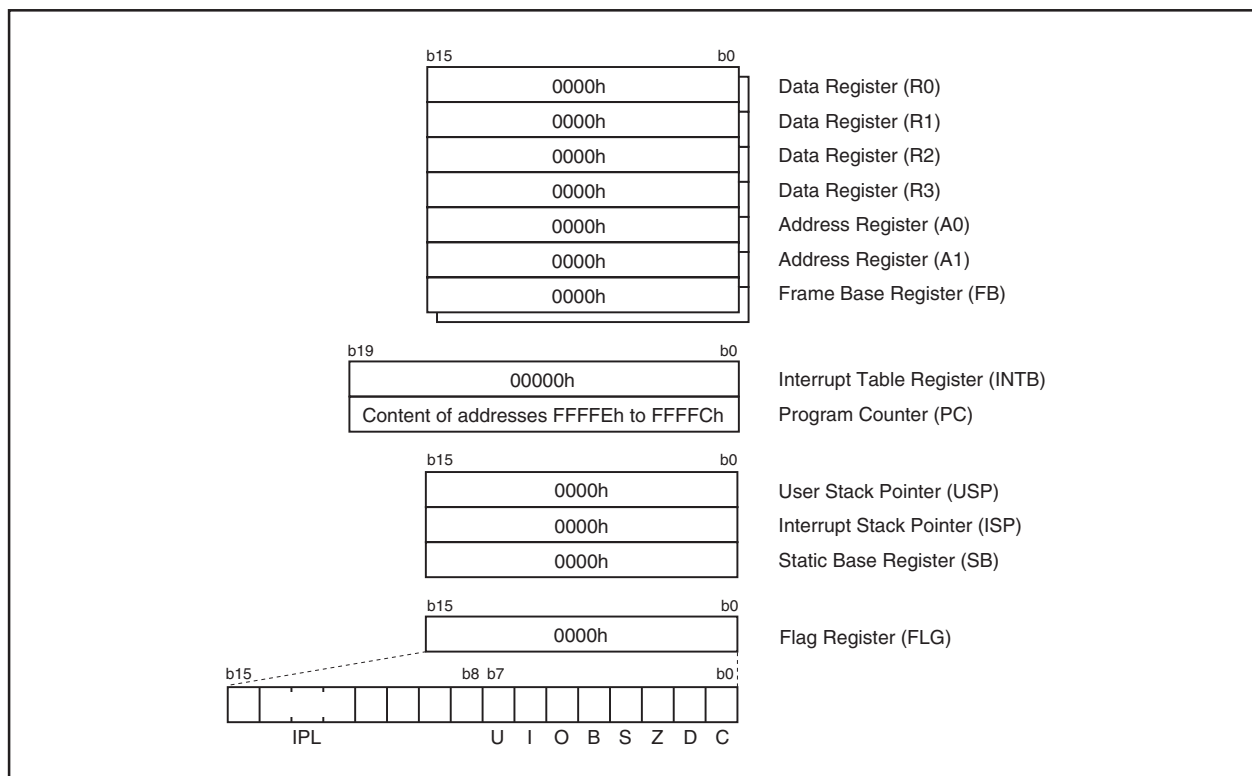 b15 b0
0000h Data Register (R0)
0000h Data Register (R1)
0000h Data Register (R2)
0000h Data Register (R3)
0000h Address Register (A0)
0000h Address Register (A1)
0000h Frame Base Register (FB)
b19 b0
00000h Interrupt Table Register (INTB)
Content of addresses FFFFEh to FFFFCh Program Counter (PC)
b15 b0
0000h User Stack Pointer (USP)
0000h Interrupt Stack Pointer (ISP)
0000h Static Base Register (SB)
b15 b0
0000h Flag Register (FLG)
b15 b8 b7 b0
IPL U I O B S Z D C